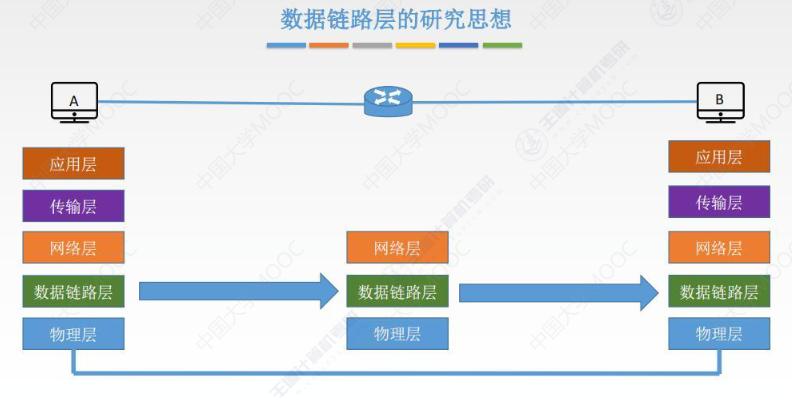 数据链路层的研究思想
A
B
应用层
应用层
传输层
传输层
网络层
网络层
网络层
数据链路层
数据链路层
数据链路层
物理层
物理层
物理层
中国大学MOOC
王道计算机考研